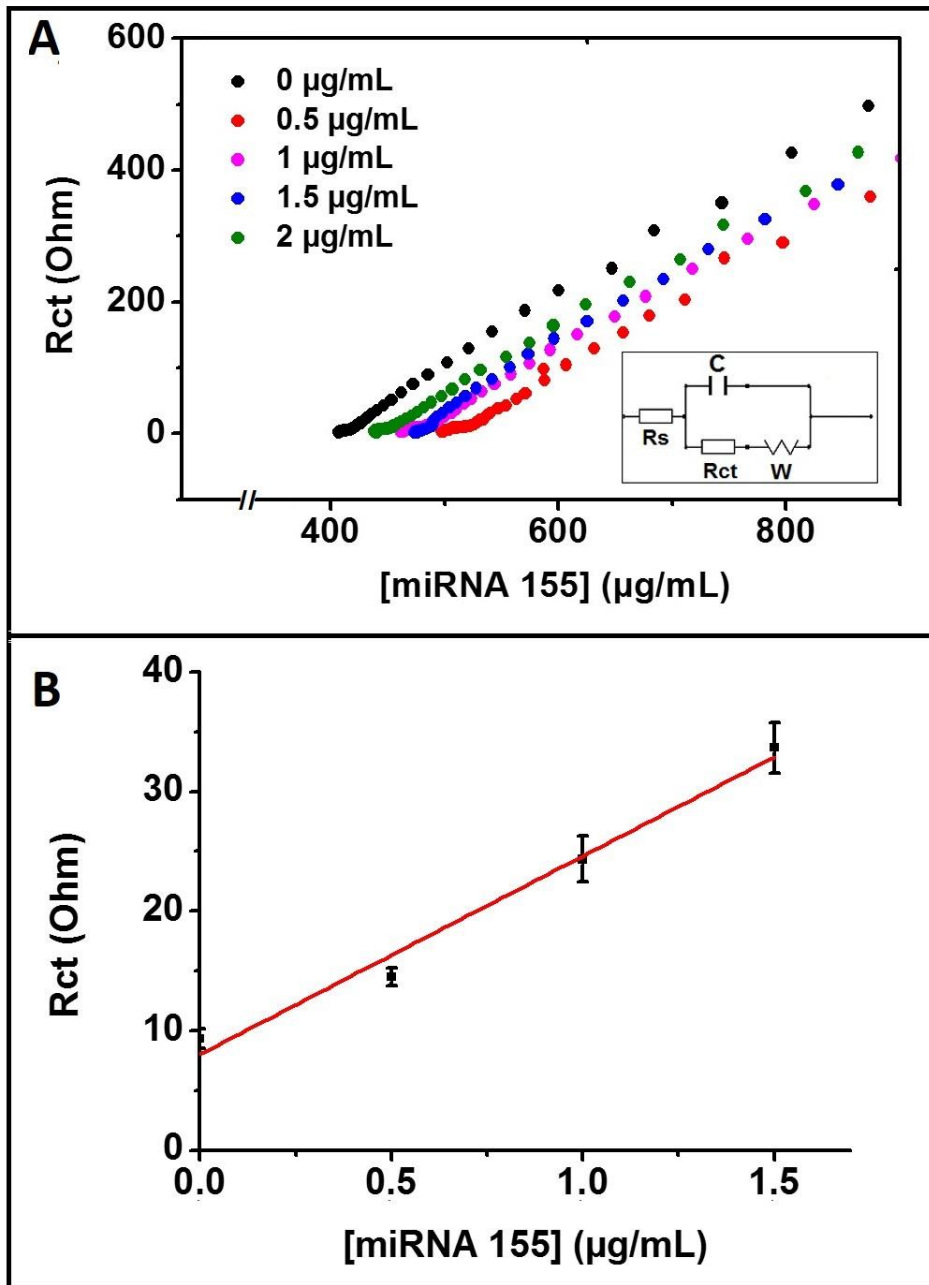 A
600
400
200
0
Rct (Ohm)
0 µg/mL
0.5 µg/mL
1 µg/mL
1.5 µg/mL
2 µg/mL
C
Rs
Rct
W
400
600
800
[miRNA 155] (µg/mL)
B
40
30
20
10
0
Rct (Ohm)
0.0
0.5
1.0
1.5
[miRNA 155] (µg/mL)